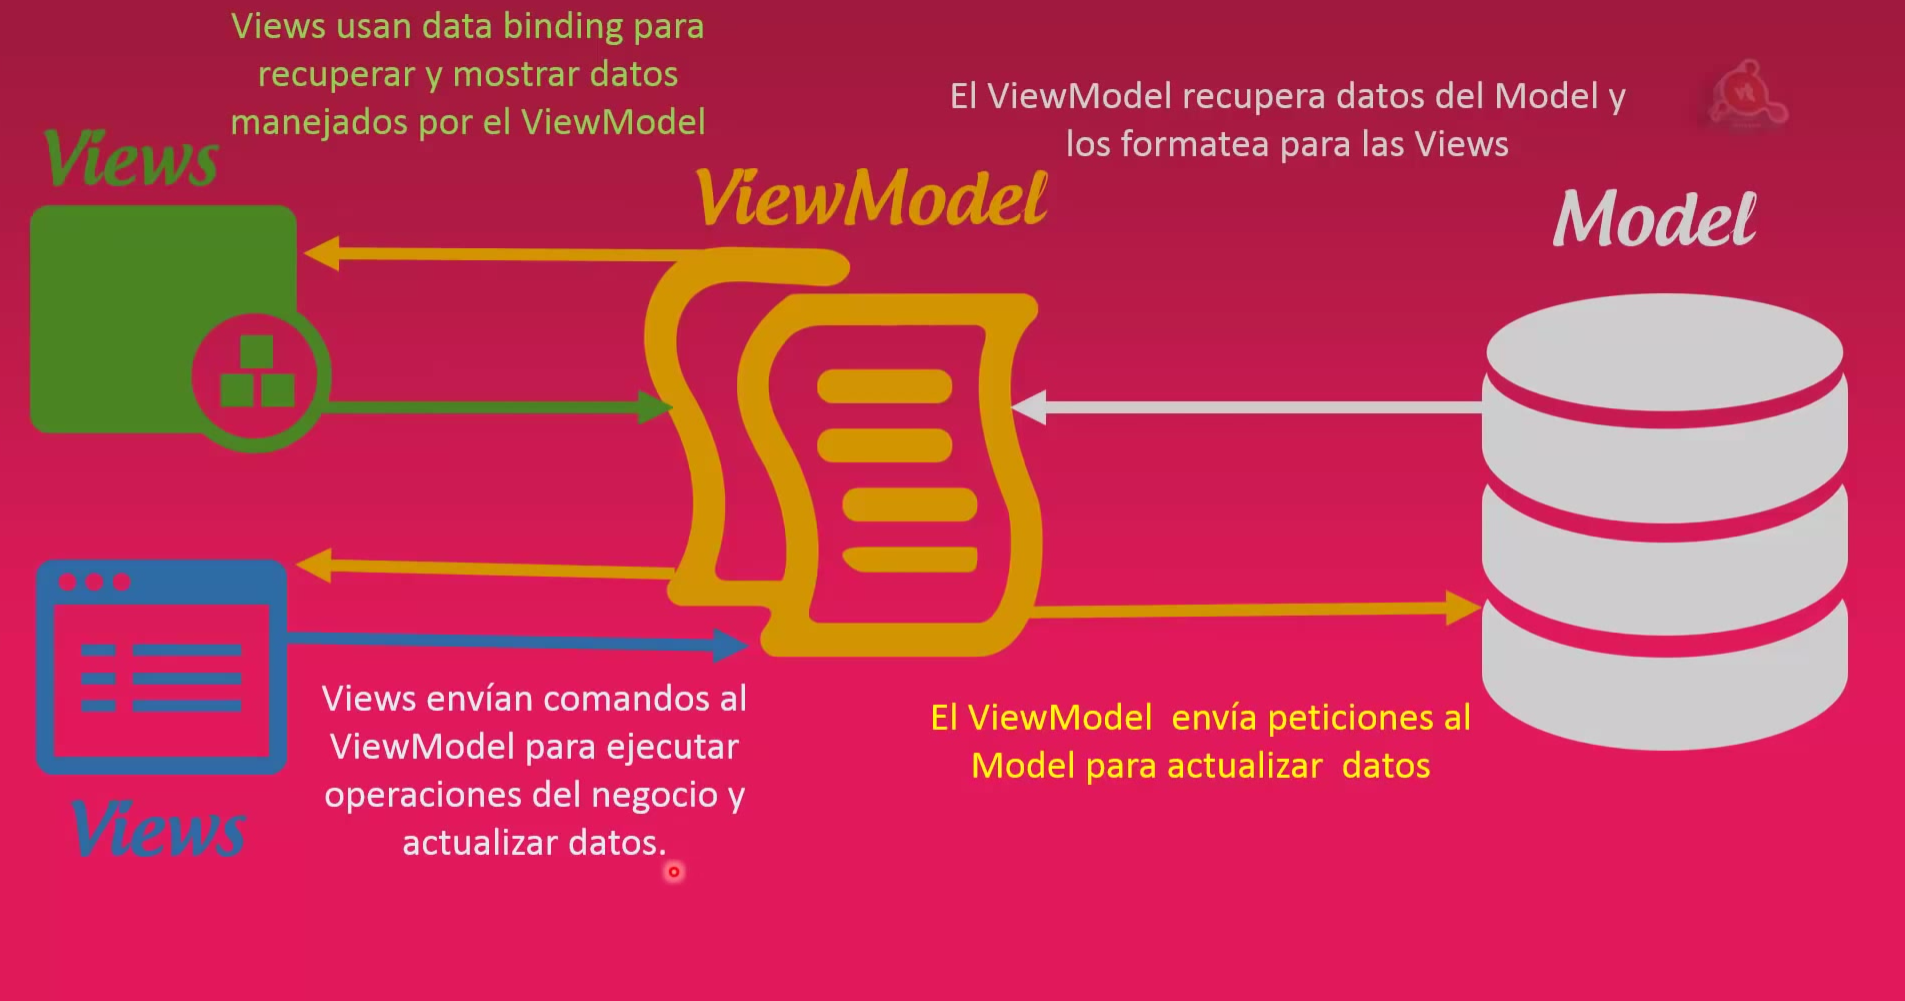 Views usan data binding para
recuperar y mostrar datos
manejados por el ViewModel
El ViewModel recupera datos del Model y
los formatea para las Views
Views
ViewModel
Model
Views envían comandos al
ViewModel para ejecutar
operaciones del negocio y
actualizar datos.
El ViewModel envía peticiones al
Model para actualizar datos
Views